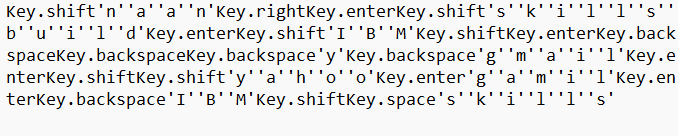 Key.shift'n''a''a''n'Key.rightKey.enterKey.shift's''k''i''l''l''s''
b''u''i''l''d'Key.enterKey.shift'I''B''M'Key.shiftKey.enterKey.back
spaceKey.backspaceKey.backspace'y'Key.backspace'g''m''a''i''l'Key.e
nterKey.shiftKey.shift'y''a''h''o''o'Key.enter'g''a''m''i''l'Key.en
terKey.backspace'I''B''M'Key.shiftKey.space's''k''i''l''l''s'